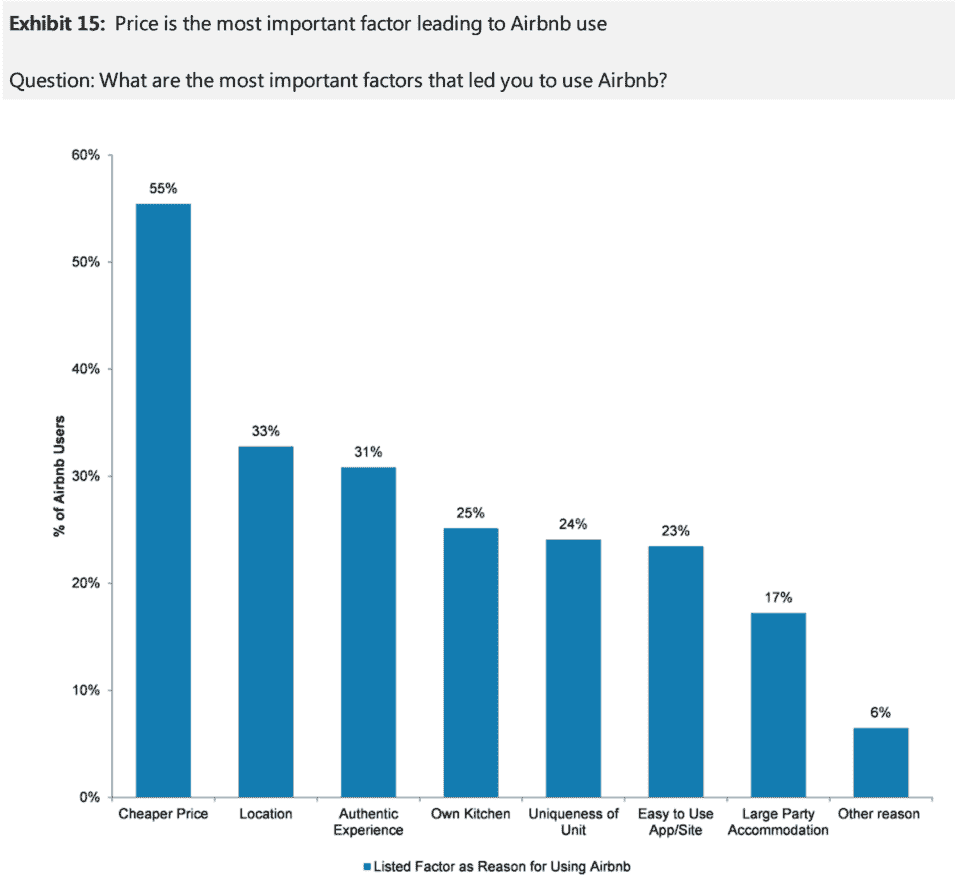 Exhibit 15: Price is the most important factor leading to Airbnb use
Question: What are the most important factors that led you to use Airbnb?
60%
50%
40%
30%
20%
10%
0%
% of Airbnb Users
55%
33%
31%
25%
24%
23%
17%
6%
Cheaper Price
Location
Authentic
Experience
Own Kitchen
Uniqueness of
Unit
Easy to Use
App/Site
Large Party
Accommodation
Other reason
Listed Factor as Reason for Using Airbnb